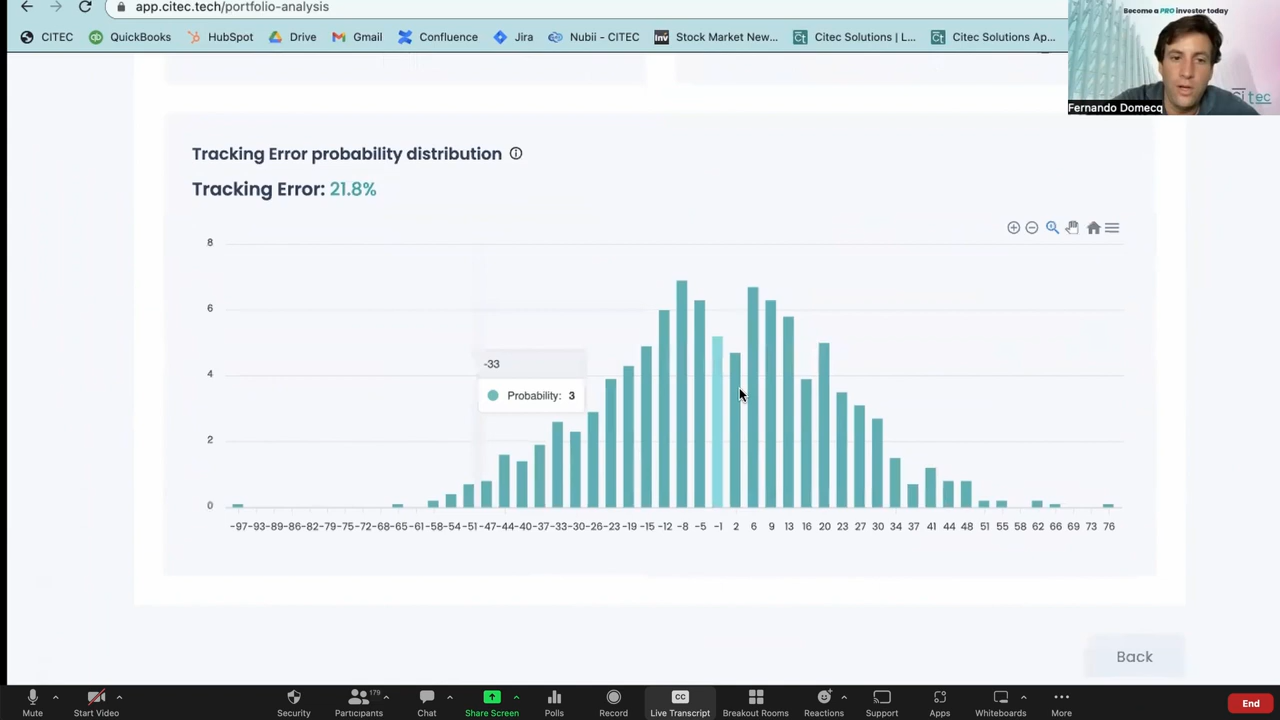 app.citec.tech/portfolio-analysis
CITEC QuickBooks HubSpot Drive Gmail Confluence Jira Nubii - CITEC Stock Market New... Citec Solutions | L... Citec Solutions Ap...
Become a PRO investor today
Citec
Fernando Domecq
Tracking Error probability distribution
Tracking Error: 21.8%
8
6
4
2
0
-33
Probability: 3
-97 -93 -89 -86 -82 -79 -75 -72 -68 -65 -61 -58 -54 -51 -47 -44 -40 -37 -33 -30 -26 -23 -19 -15 -12 -8 -5 -1 2 6 9 13 16 20 23 27 30 34 37 41 44 48 51 55 58 62 66 69 73 76
Back
Mute Start Video Security Participants 179 Chat Share Screen Polls Record CC Live Transcript Breakout Rooms Reactions Support Apps Whiteboards More End